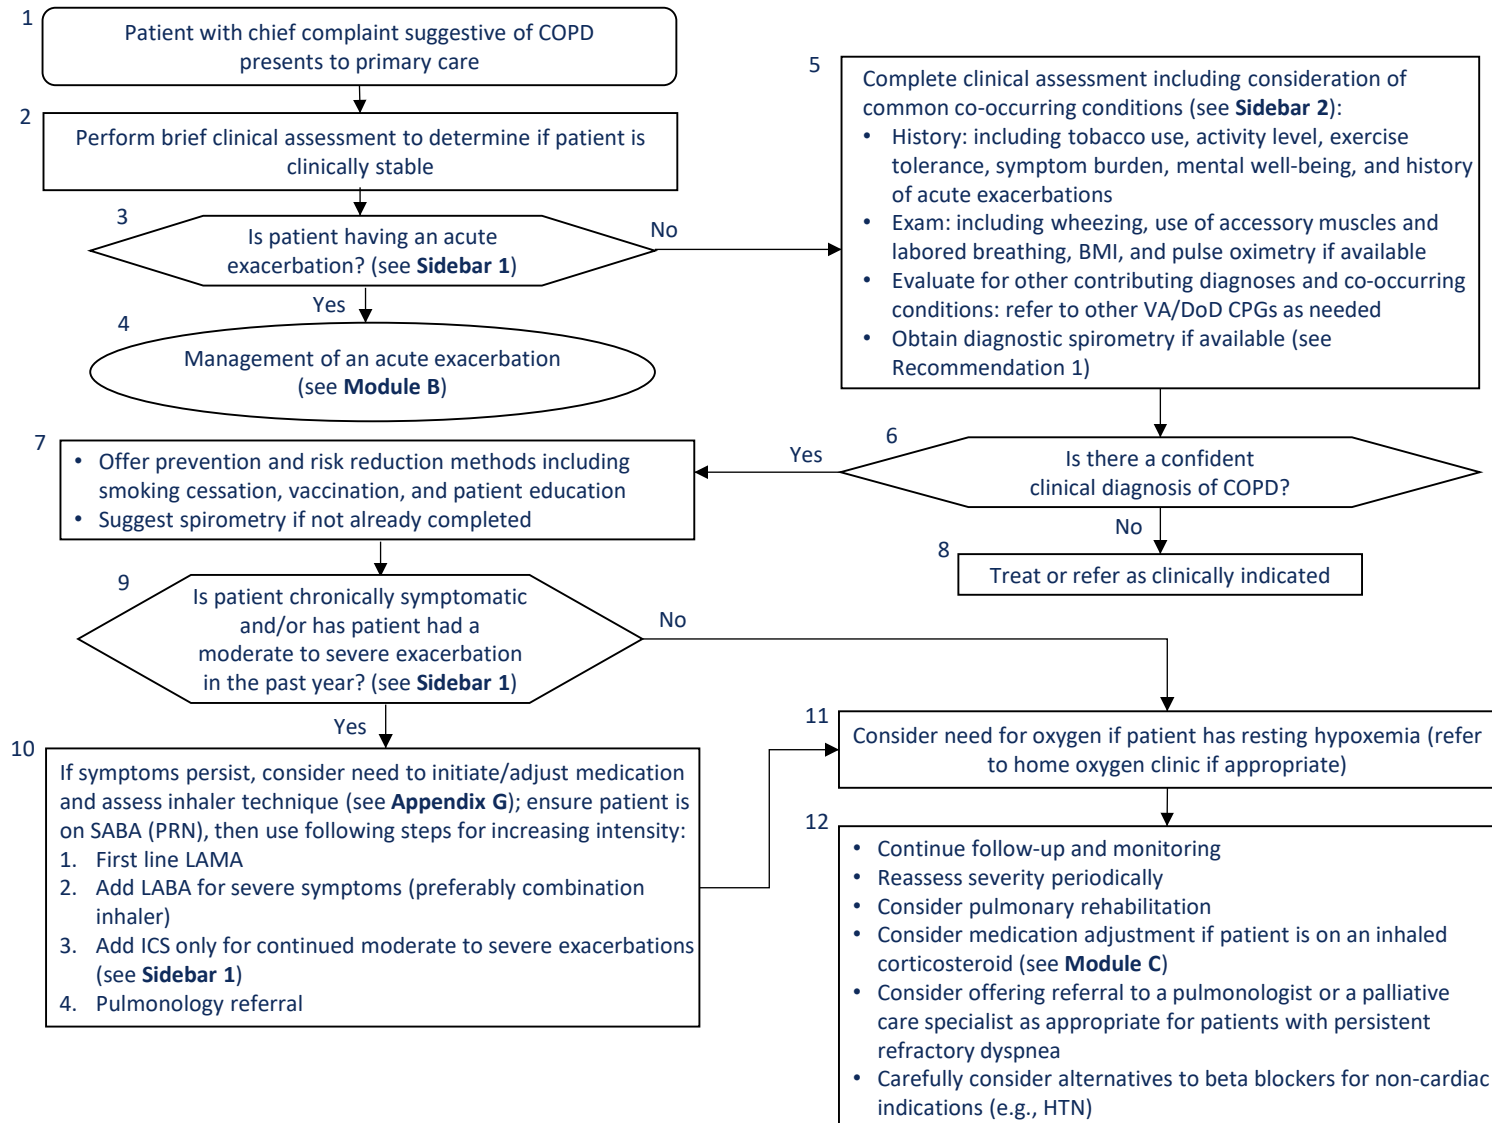 1
Patient with chief complaint suggestive of COPD
presents to primary care
2
Perform brief clinical assessment to determine if patient is
clinically stable
3
Is patient having an acute
exacerbation? (see Sidebar 1)
No
Yes
4
Management of an acute exacerbation
(see Module B)
5
Complete clinical assessment including consideration of
common co-occurring conditions (see Sidebar 2):
• History: including tobacco use, activity level, exercise
tolerance, symptom burden, mental well-being, and history
of acute exacerbations
• Exam: including wheezing, use of accessory muscles and
labored breathing, BMI, and pulse oximetry if available
• Evaluate for other contributing diagnoses and co-occurring
conditions: refer to other VA/DoD CPGs as needed
• Obtain diagnostic spirometry if available (see
Recommendation 1)
6
Is there a confident
clinical diagnosis of COPD?
Yes
No
7
• Offer prevention and risk reduction methods including
smoking cessation, vaccination, and patient education
• Suggest spirometry if not already completed
8
Treat or refer as clinically indicated
9
Is patient chronically symptomatic
and/or has patient had a
moderate to severe exacerbation
in the past year? (see Sidebar 1)
No
Yes
10
If symptoms persist, consider need to initiate/adjust medication
and assess inhaler technique (see Appendix G); ensure patient is
on SABA (PRN), then use following steps for increasing intensity:
1. First line LAMA
2. Add LABA for severe symptoms (preferably combination
inhaler)
3. Add ICS only for continued moderate to severe exacerbations
(see Sidebar 1)
4. Pulmonology referral
11
Consider need for oxygen if patient has resting hypoxemia (refer
to home oxygen clinic if appropriate)
12
• Continue follow-up and monitoring
• Reassess severity periodically
• Consider pulmonary rehabilitation
• Consider medication adjustment if patient is on an inhaled
corticosteroid (see Module C)
• Consider offering referral to a pulmonologist or a palliative
care specialist as appropriate for patients with persistent
refractory dyspnea
• Carefully consider alternatives to beta blockers for non-cardiac
indications (e.g., HTN)